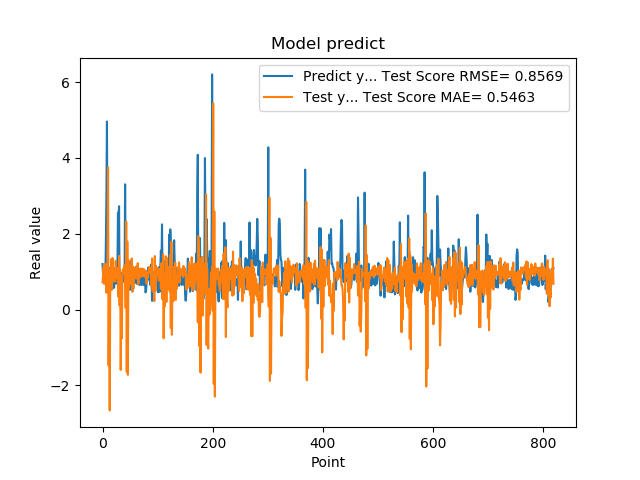 Model predict
Predict y... Test Score RMSE= 0.8569
Test y... Test Score MAE= 0.5463
Real value
6
4
2
0
−2
0 200 400 600 800
Point